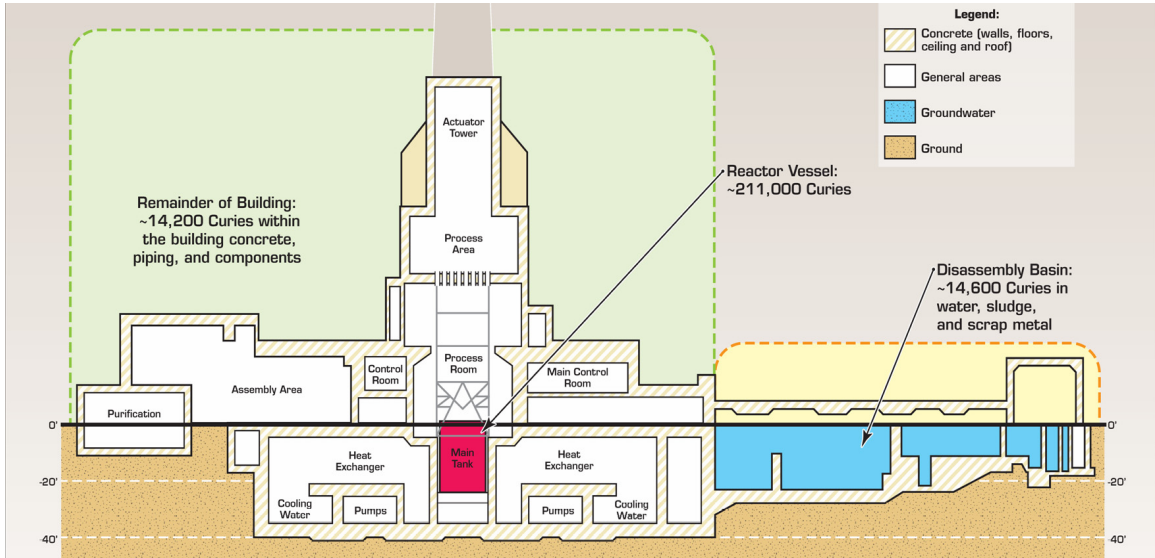 Legend:
Concrete (walls, floors,
ceiling and roof)
General areas
Groundwater
Ground
Actuator
Tower
Reactor Vessel:
~211,000 Curies
Remainder of Building:
~14,200 Curies within
the building concrete,
piping, and components
Process
Area
Disassembly Basin:
~14,600 Curies in
water, sludge,
and scrap metal
Process
Room
Control
Room
Main Control
Room
Assembly Area
Purification
0'
0'
Heat
Exchanger
Main
Tank
Heat
Exchanger
-20'
-20'
Cooling
Water
Pumps
Pumps
Cooling
Water
-40'
-40'